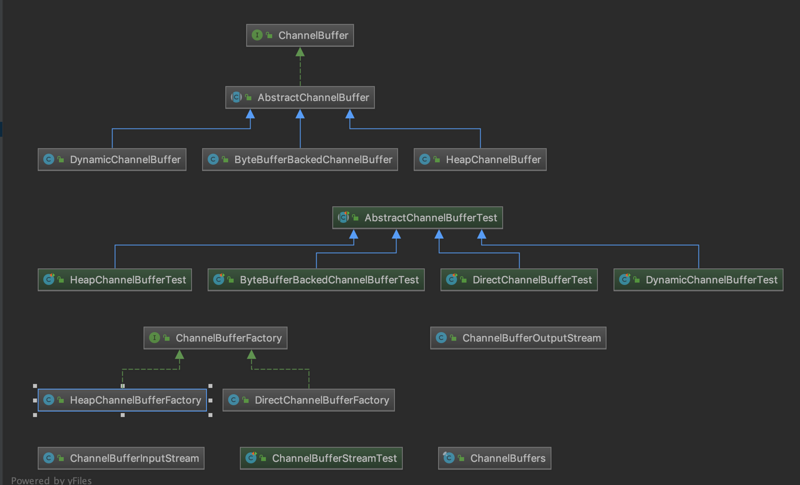 ChannelBuffer
AbstractChannelBuffer
DynamicChannelBuffer ByteBufferBackedChannelBuffer HeapChannelBuffer
AbstractChannelBufferTest
HeapChannelBufferTest ByteBufferBackedChannelBufferTest DirectChannelBufferTest DynamicChannelBufferTest
ChannelBufferFactory ChannelBufferOutputStream
HeapChannelBufferFactory DirectChannelBufferFactory
ChannelBufferInputStream ChannelBufferStreamTest ChannelBuffers
Powered by yFiles